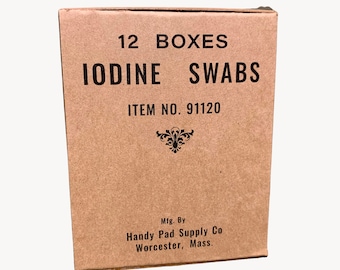 12 BOXES
IODINE SWABS
ITEM NO. 91120
Mfg. By
Handy Pad Supply Co
Worcester, Mass.